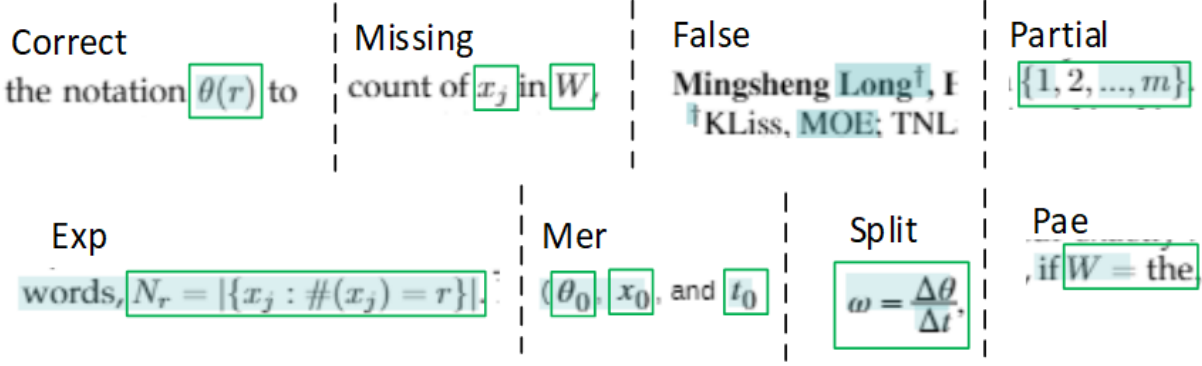 Correct
the notation θ(r) to
Missing
count of x_j in W,
False
Mingsheng Long†, E
†KLiss, MOE; TNL
Partial
{1, 2, ..., m}.
Exp
words, N_r = |{x_j : #(x_j) = r}|.
Mer
(θ_0, x_0, and t_0
Split
ω = Δθ/Δt,
Pae
, if W = the